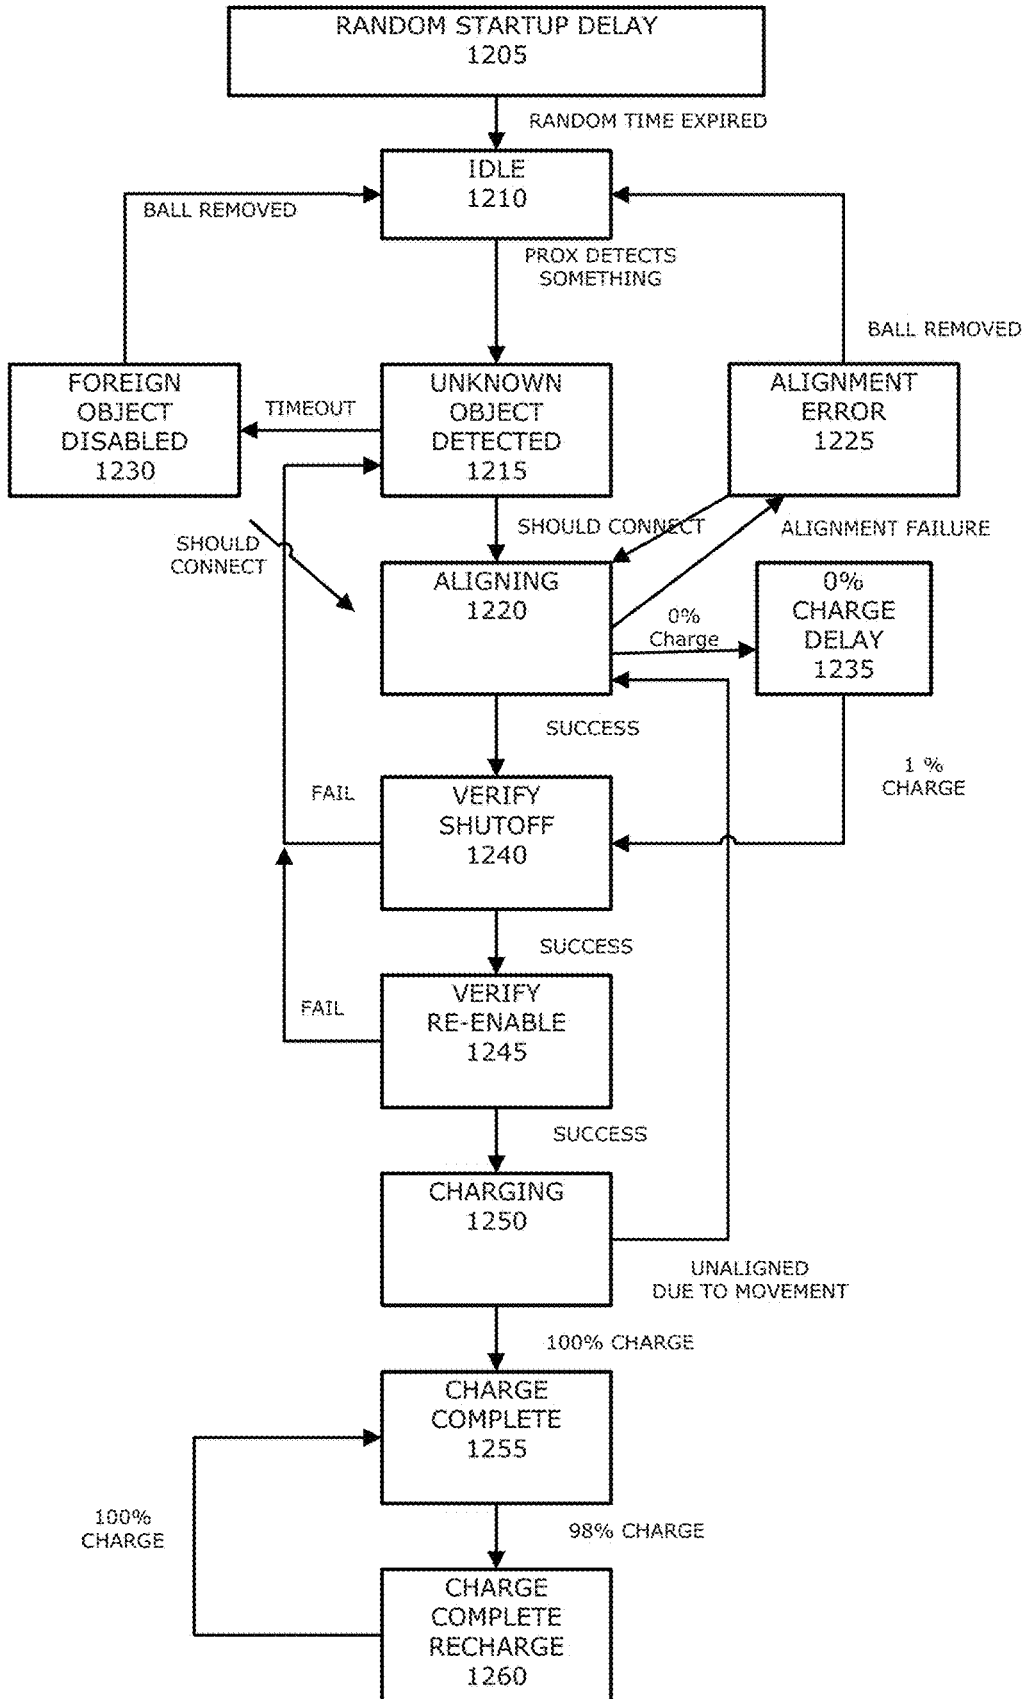 RANDOM STARTUP DELAY
1205
RANDOM TIME EXPIRED
IDLE
1210
BALL REMOVED
PROX DETECTS
SOMETHING
BALL REMOVED
FOREIGN
OBJECT
DISABLED
1230
TIMEOUT
UNKNOWN
OBJECT
DETECTED
1215
ALIGNMENT
ERROR
1225
SHOULD CONNECT
ALIGNMENT FAILURE
SHOULD
CONNECT
ALIGNING
1220
0%
Charge
0%
CHARGE
DELAY
1235
SUCCESS
1 %
CHARGE
FAIL
VERIFY
SHUTOFF
1240
SUCCESS
FAIL
VERIFY
RE-ENABLE
1245
SUCCESS
CHARGING
1250
UNALIGNED
DUE TO MOVEMENT
100% CHARGE
CHARGE
COMPLETE
1255
100%
CHARGE
98% CHARGE
CHARGE
COMPLETE
RECHARGE
1260